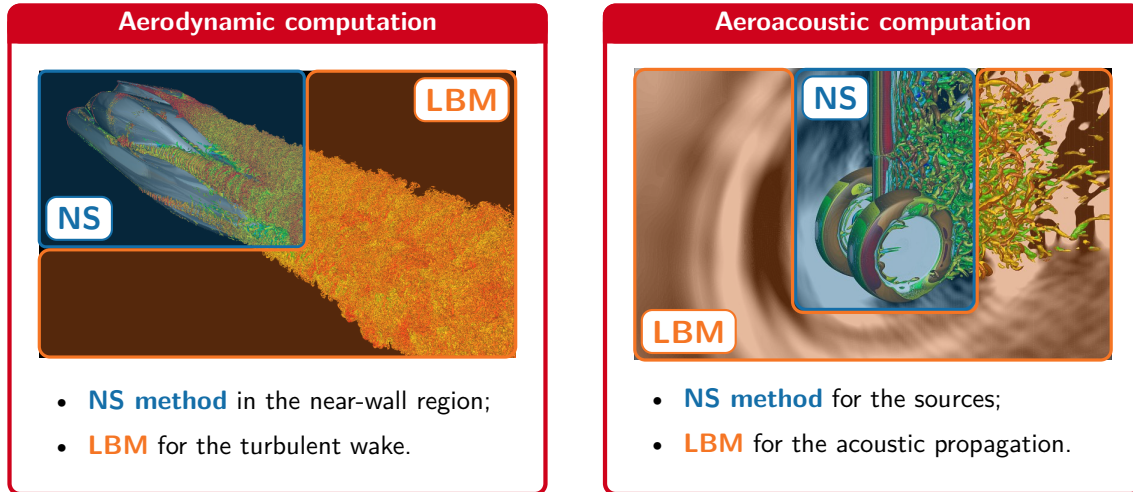 Aerodynamic computation
LBM
NS
• NS method in the near-wall region;
• LBM for the turbulent wake.
Aeroacoustic computation
NS
LBM
• NS method for the sources;
• LBM for the acoustic propagation.